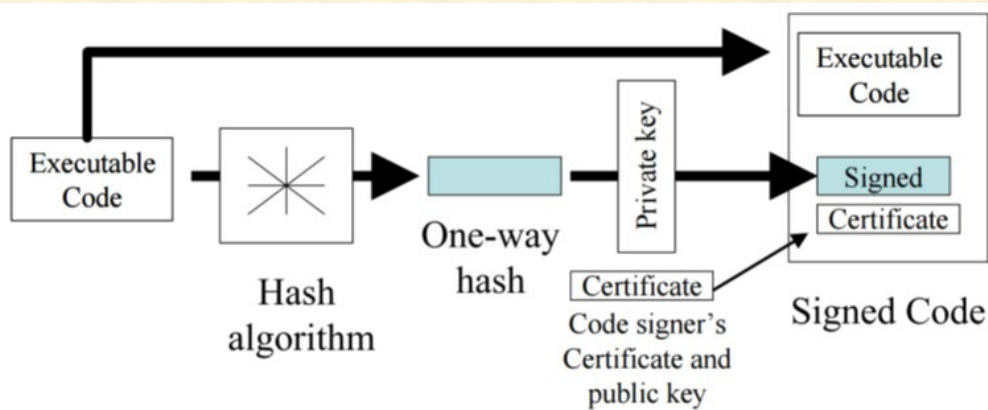 Executable
Code
Hash
algorithm
One-way
hash
Private key
Certificate
Code signer’s
Certificate and
public key
Executable
Code
Signed
Certificate
Signed Code